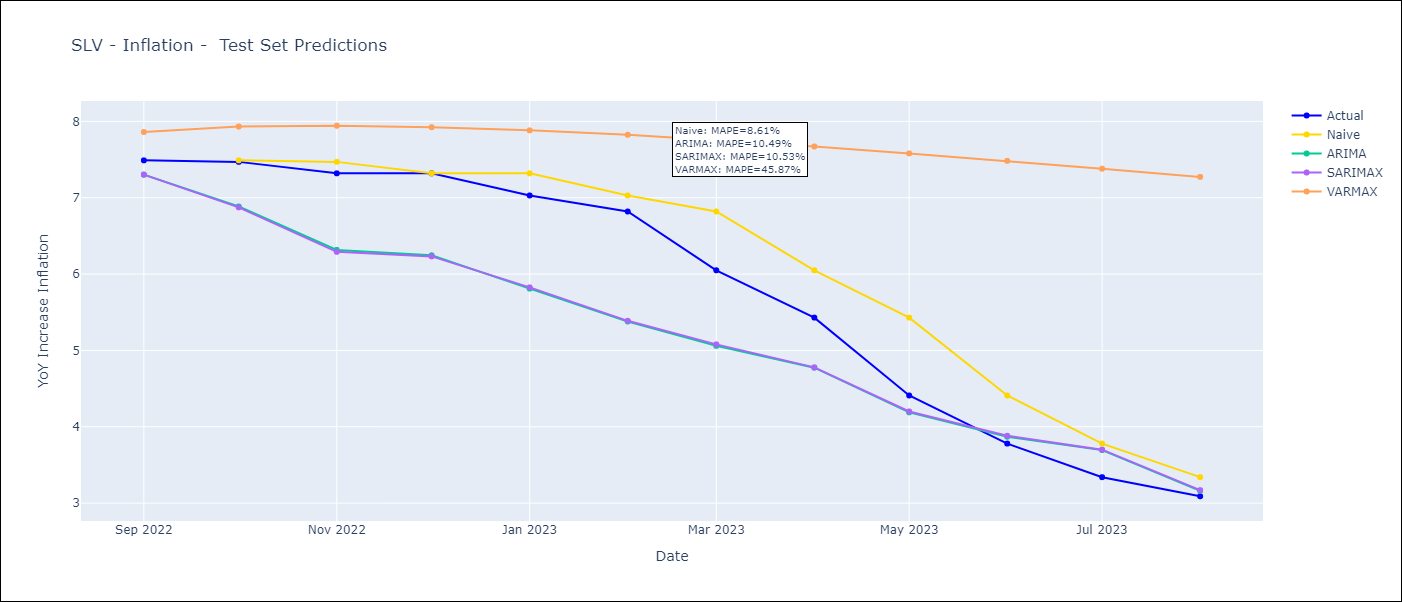 SLV - Inflation -  Test Set Predictions
YoY Increase Inflation
8
7
6
5
4
3
Naive: MAPE=8.61%
ARIMA: MAPE=10.49%
SARIMAX: MAPE=10.53%
VARMAX: MAPE=45.87%
Actual
Naive
ARIMA
SARIMAX
VARMAX
Sep 2022
Nov 2022
Jan 2023
Mar 2023
May 2023
Jul 2023
Date